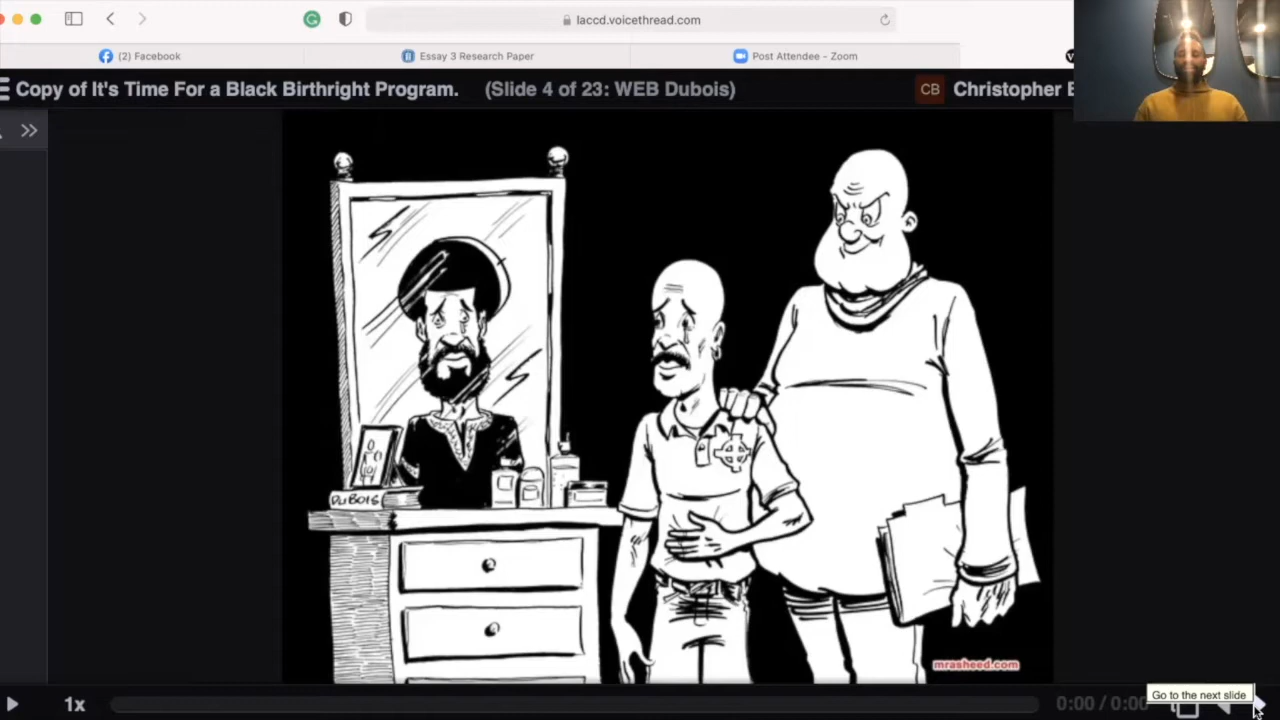 laccd.voicethread.com
(2) Facebook
Essay 3 Research Paper
Post Attendee - Zoom
Copy of It's Time For a Black Birthright Program. (Slide 4 of 23: WEB Dubois)
CB Christopher
DuBois
mrasheed.com
Go to the next slide
1x
0:00 / 0:00